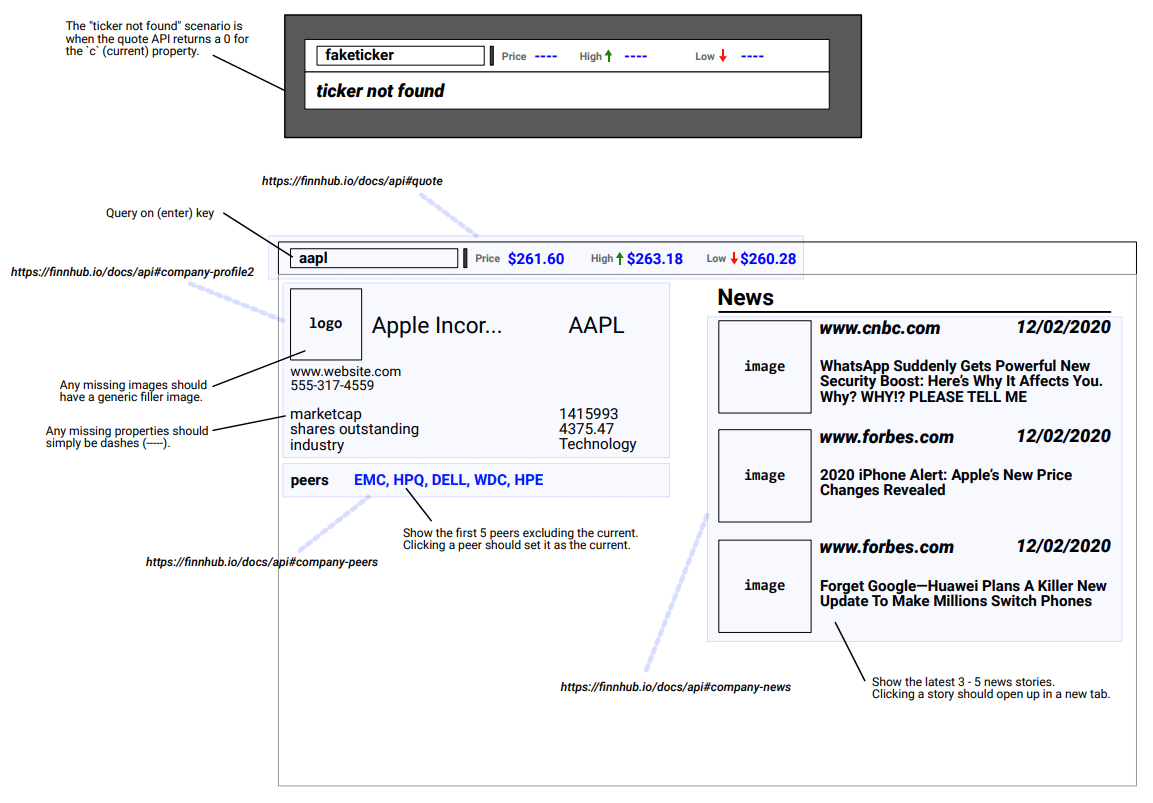 The "ticker not found" scenario is
when the quote API returns a 0 for
the `c` (current) property.
faketicker
Price ---- High ---- Low ----
ticker not found
https://finnhub.io/docs/api#quote
Query on (enter) key
https://finnhub.io/docs/api#company-profile2
aapl
Price $261.60 High $263.18 Low $260.28
logo
Apple Incor... AAPL
www.website.com
555-317-4559
Any missing images should
have a generic filler image.
marketcap 1415993
shares outstanding 4375.47
industry Technology
Any missing properties should
simply be dashes (-----).
peers EMC, HPQ, DELL, WDC, HPE
Show the first 5 peers excluding the current.
Clicking a peer should set it as the current.
https://finnhub.io/docs/api#company-peers
News
image
www.cnbc.com 12/02/2020
WhatsApp Suddenly Gets Powerful New
Security Boost: Here's Why It Affects You.
Why? WHY!? PLEASE TELL ME
image
www.forbes.com 12/02/2020
2020 iPhone Alert: Apple's New Price
Changes Revealed
image
www.forbes.com 12/02/2020
Forget Google—Huawei Plans A Killer New
Update To Make Millions Switch Phones
https://finnhub.io/docs/api#company-news
Show the latest 3 - 5 news stories.
Clicking a story should open up in a new tab.